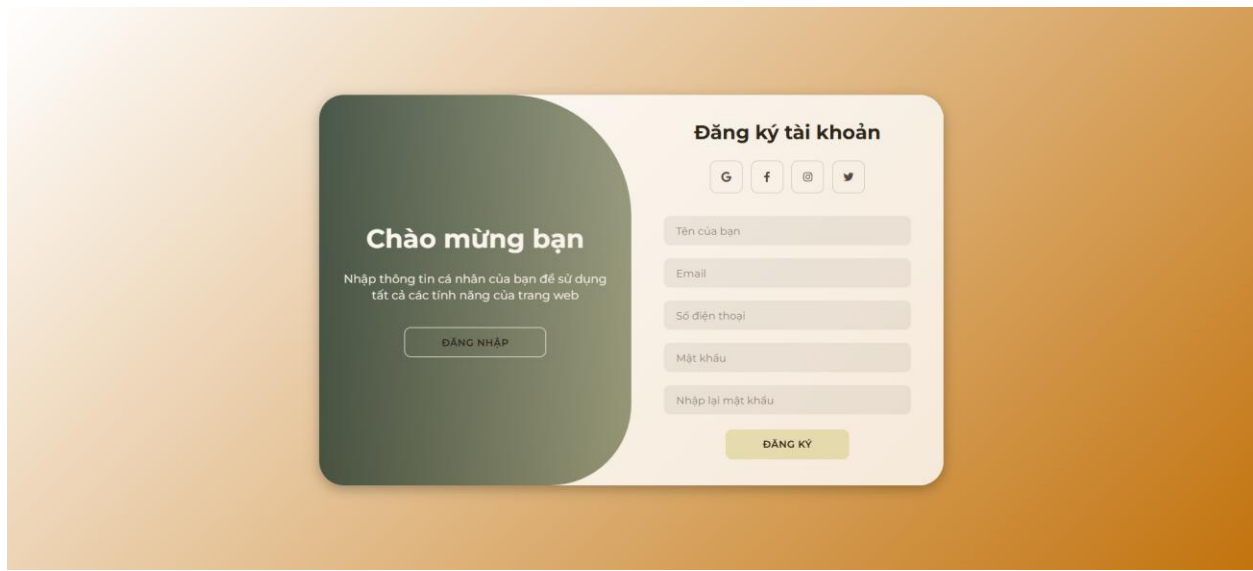 Chào mừng bạn
Nhập thông tin cá nhân của bạn để sử dụng
tất cả các tính năng của trang web
ĐĂNG NHẬP
Đăng ký tài khoản
Tên của bạn
Email
Số điện thoại
Mật khẩu
Nhập lại mật khẩu
ĐĂNG KÝ